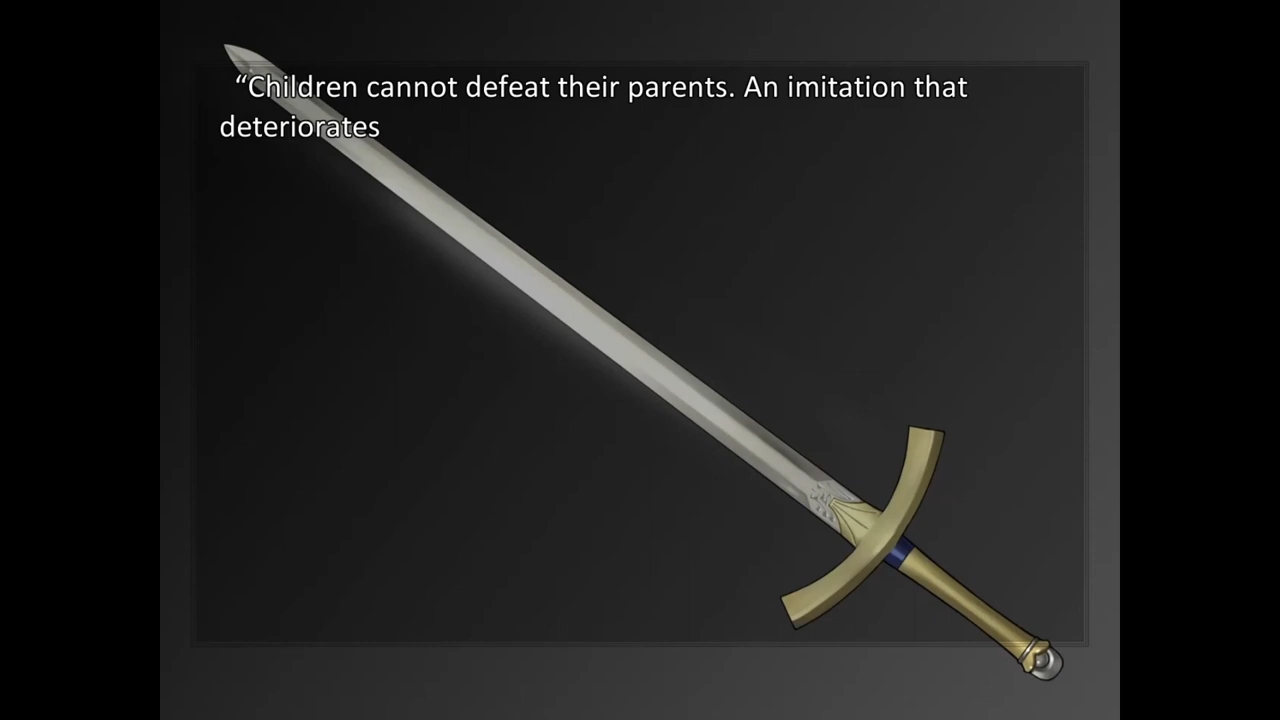 “Children cannot defeat their parents. An imitation that
deteriorates